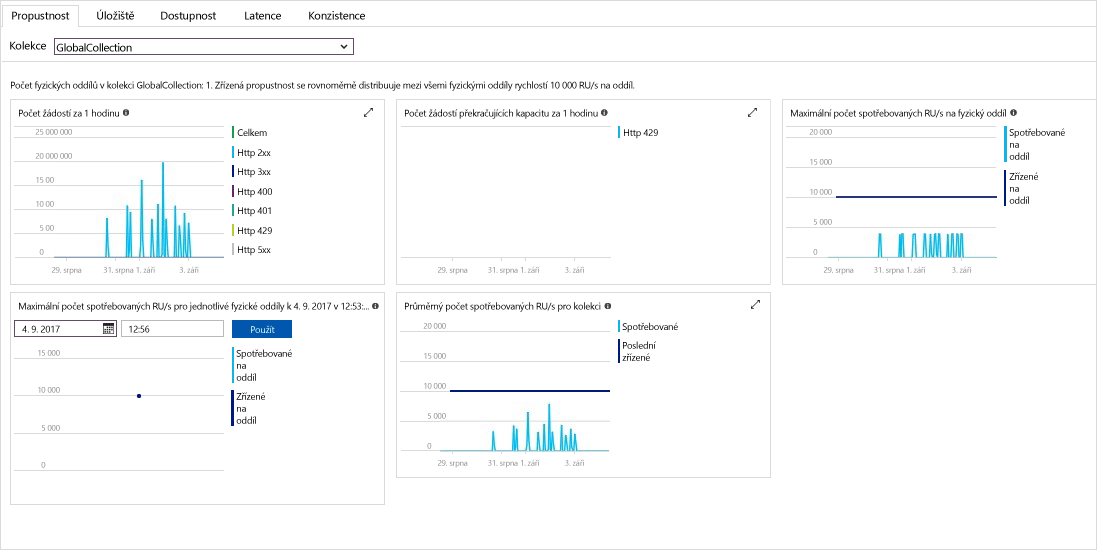 Propustnost Úložiště Dostupnost Latence Konzistence
Kolekce GlobalCollection
Počet fyzických oddílů v kolekci GlobalCollection: 1. Zřízená propustnost se rovnoměrně distribuuje mezi všemi fyzickými oddíly rychlostí 10 000 RU/s na oddíl.
Počet žádostí za 1 hodinu
25 000 000
20 000 000
15 00
10 00
5 00
0
29. srpna 31. srpna 1. září 3. září
Celkem
Http 2xx
Http 3xx
Http 400
Http 401
Http 429
Http 5xx
Počet žádostí překračujících kapacitu za 1 hodinu
Http 429
29. srpna 31. srpna 1. září 3. září
Maximální počet spotřebovaných RU/s na fyzický oddíl
20 000
15 000
10 000
5 000
0
29. srpna 31. srpna 1. září 3. září
Spotřebované
na
oddíl
Zřízené
na
oddíl
Maximální počet spotřebovaných RU/s pro jednotlivé fyzické oddíly k 4. 9. 2017 v 12:53:...
4. 9. 2017 12:56 Použít
15 000
10 000
5 000
0
Spotřebované
na
oddíl
Zřízené
na
oddíl
Průměrný počet spotřebovaných RU/s pro kolekci
20 000
15 000
10 000
5 000
0
29. srpna 31. srpna 1. září 3. září
Spotřebované
Poslední
zřízené